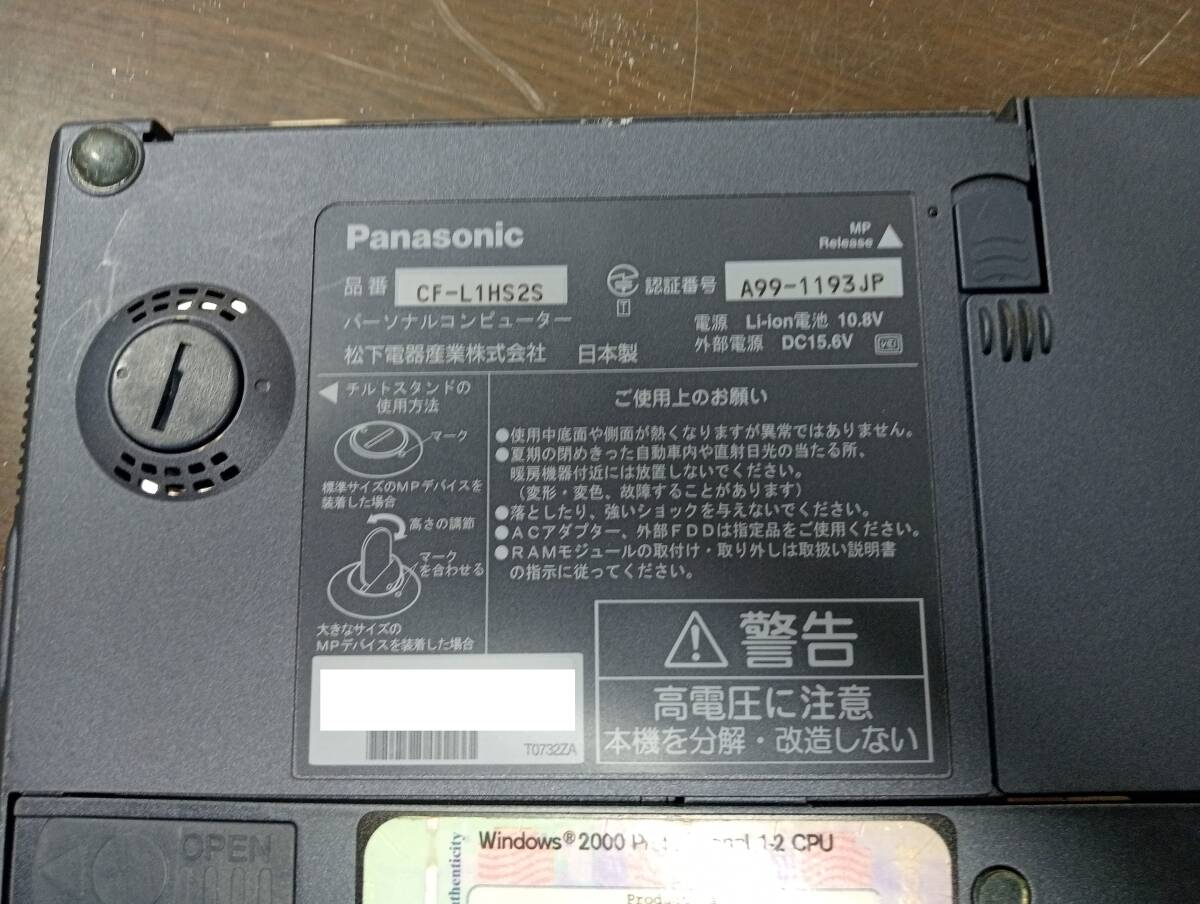 Panasonic
MP
Release
品番 CF-L1HS2S
T 認証番号 A99-1193JP
パーソナルコンピューター
電源 Li-ion電池 10.8V
松下電器産業株式会社 日本製
外部電源 DC15.6V VCI
チルトスタンドの
使用方法
マーク
標準サイズのMPデバイスを
装着した場合
高さの調節
マーク
を合わせる
大きなサイズの
MPデバイスを装着した場合
ご使用上のお願い
●使用中底面や側面が熱くなりますが異常ではありません。
●夏期の閉めきった自動車内や直射日光の当たる所、
暖房機器付近には放置しないでください。
(変形・変色、故障することがあります)
●落としたり、強いショックを与えないでください。
●ACアダプター、外部FDDは指定品をご使用ください。
●RAMモジュールの取付け・取り外しは取扱い説明書
の指示に従ってください。
警告
高電圧に注意
本機を分解・改造しない
T0732ZA
OPEN
Windows® 2000 1-2 CPU